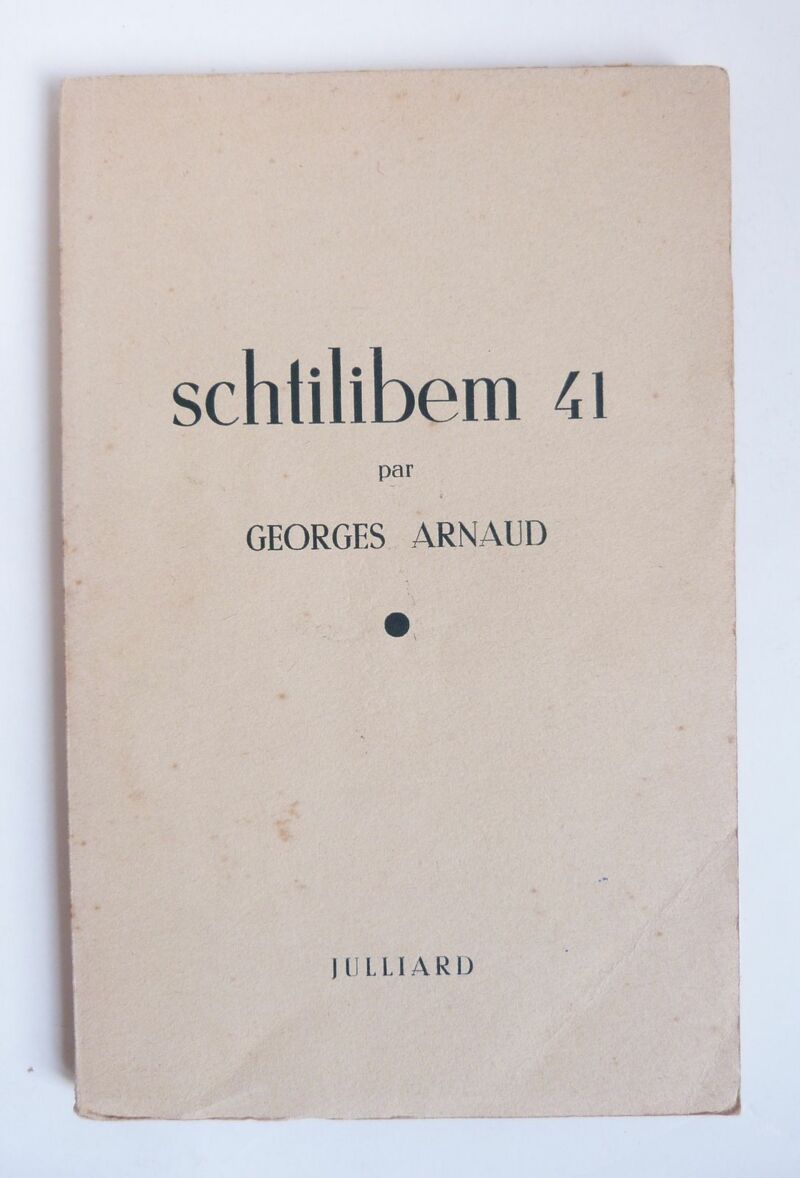 schtilibem 41
par
GEORGES ARNAUD
JULLIARD